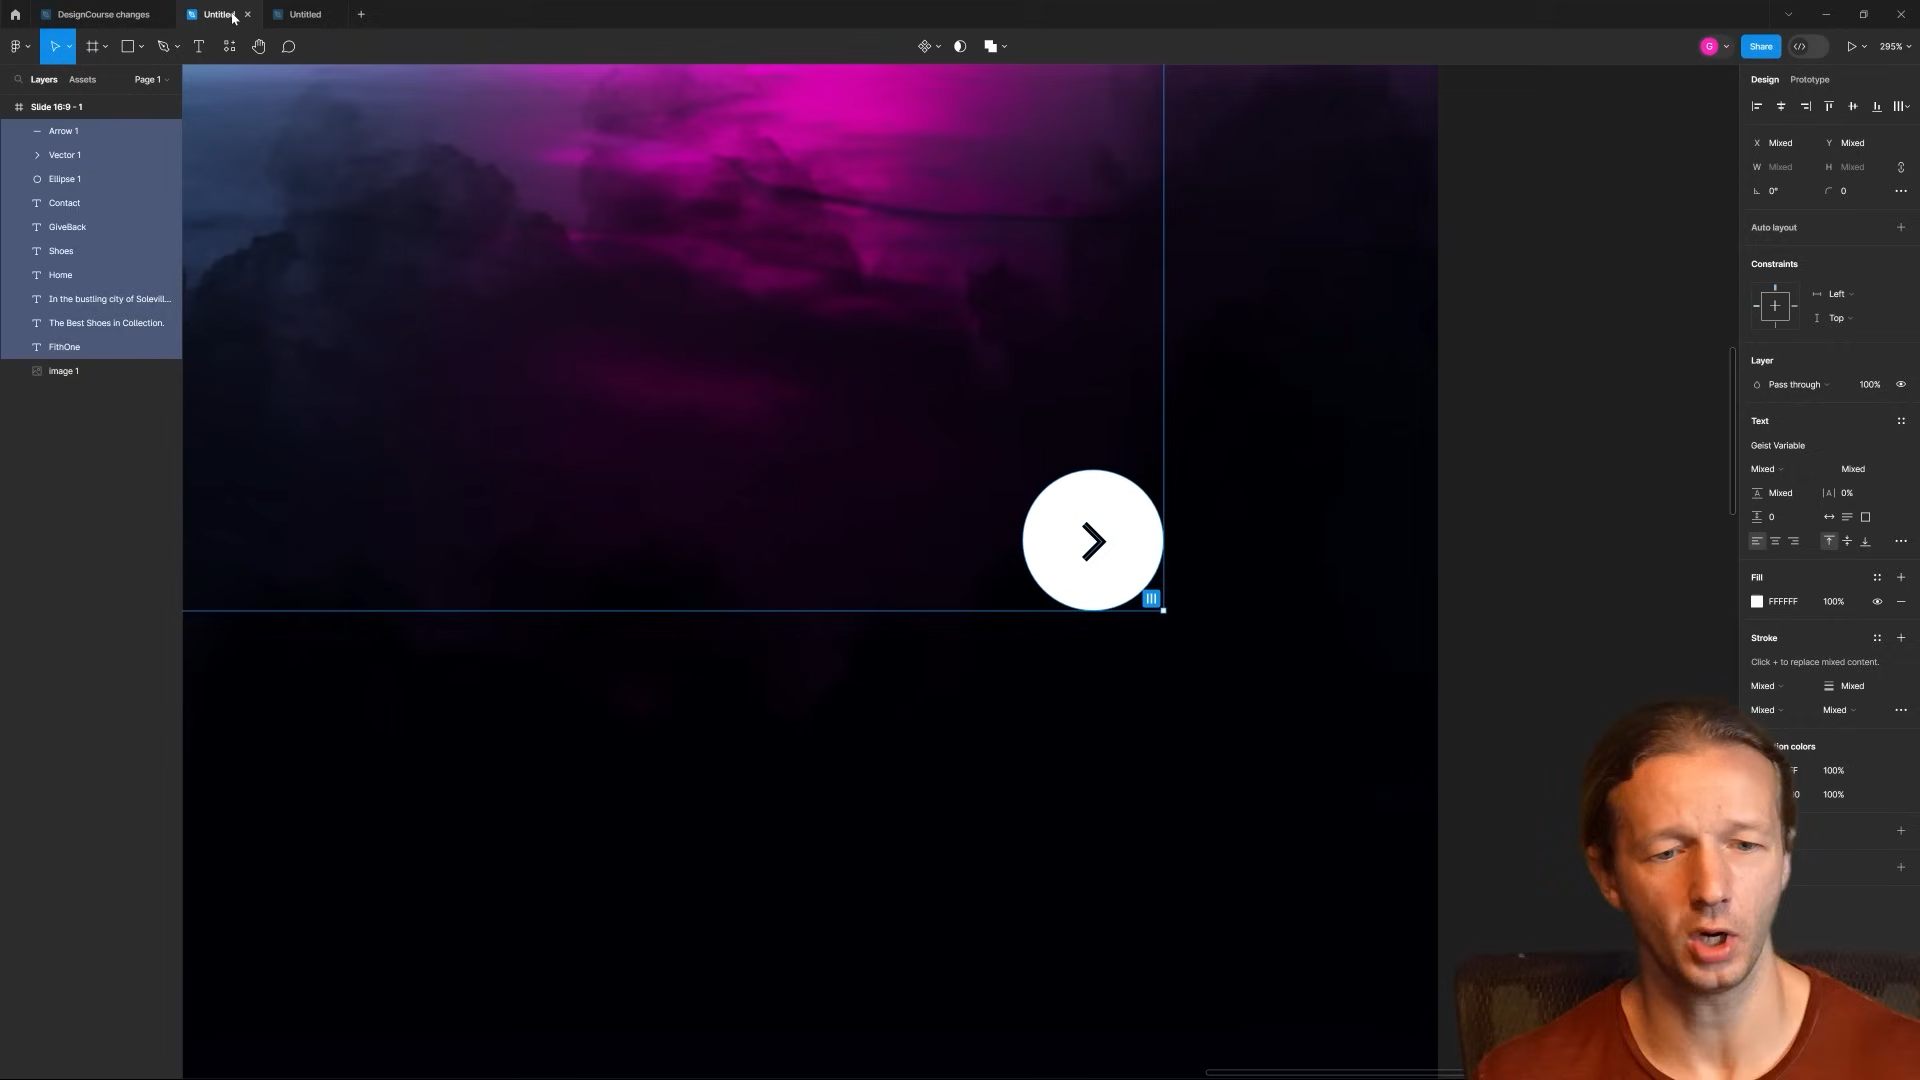 DesignCourse changes
Untitled
Untitled
G
Share
295%
Layers
Assets
Page 1
Design
Prototype
Slide 16:9 - 1
Arrow 1
Vector 1
Ellipse 1
Contact
GiveBack
Shoes
Home
In the bustling city of Solevill...
The Best Shoes in Collection.
FithOne
image 1
X Mixed
Y Mixed
W Mixed
H Mixed
0°
0
Auto layout
Constraints
Left
Top
Layer
Pass through
100%
Text
Geist Variable
Mixed
Mixed
Mixed
0%
0
Fill
FFFFFF
100%
Stroke
Click + to replace mixed content.
Mixed
Mixed
Mixed
Mixed
colors
100%
100%